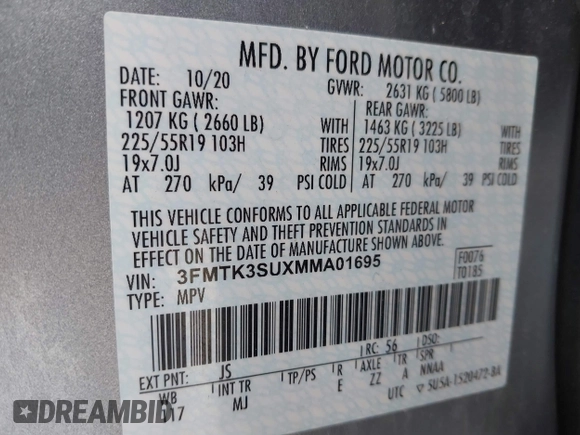 MFD. BY FORD MOTOR CO.
DATE: 10/20 GVWR: 2631 KG ( 5800 LB)
FRONT GAWR: REAR GAWR:
1207 KG ( 2660 LB) WITH 1463 KG ( 3225 LB) WITH
225/55R19 103H TIRES 225/55R19 103H TIRES
19x7.0J RIMS 19x7.0J RIMS
AT 270 kPa/ 39 PSI COLD AT 270 kPa/ 39 PSI COLD
THIS VEHICLE CONFORMS TO ALL APPLICABLE FEDERAL MOTOR
VEHICLE SAFETY AND THEFT PREVENTION STANDARDS IN
EFFECT ON THE DATE OF MANUFACTURE SHOWN ABOVE.
VIN: 3FMTK3SUXMMA01695 F0076
TYPE: MPV T0185
EXT PNT: JS RC: 56 DSO:
WB INT TR TP/PS R E AXLE TR A SPR
D17 MJ ZZ A NNAA
UTC SU5A-1520472-BA
DREAMBID